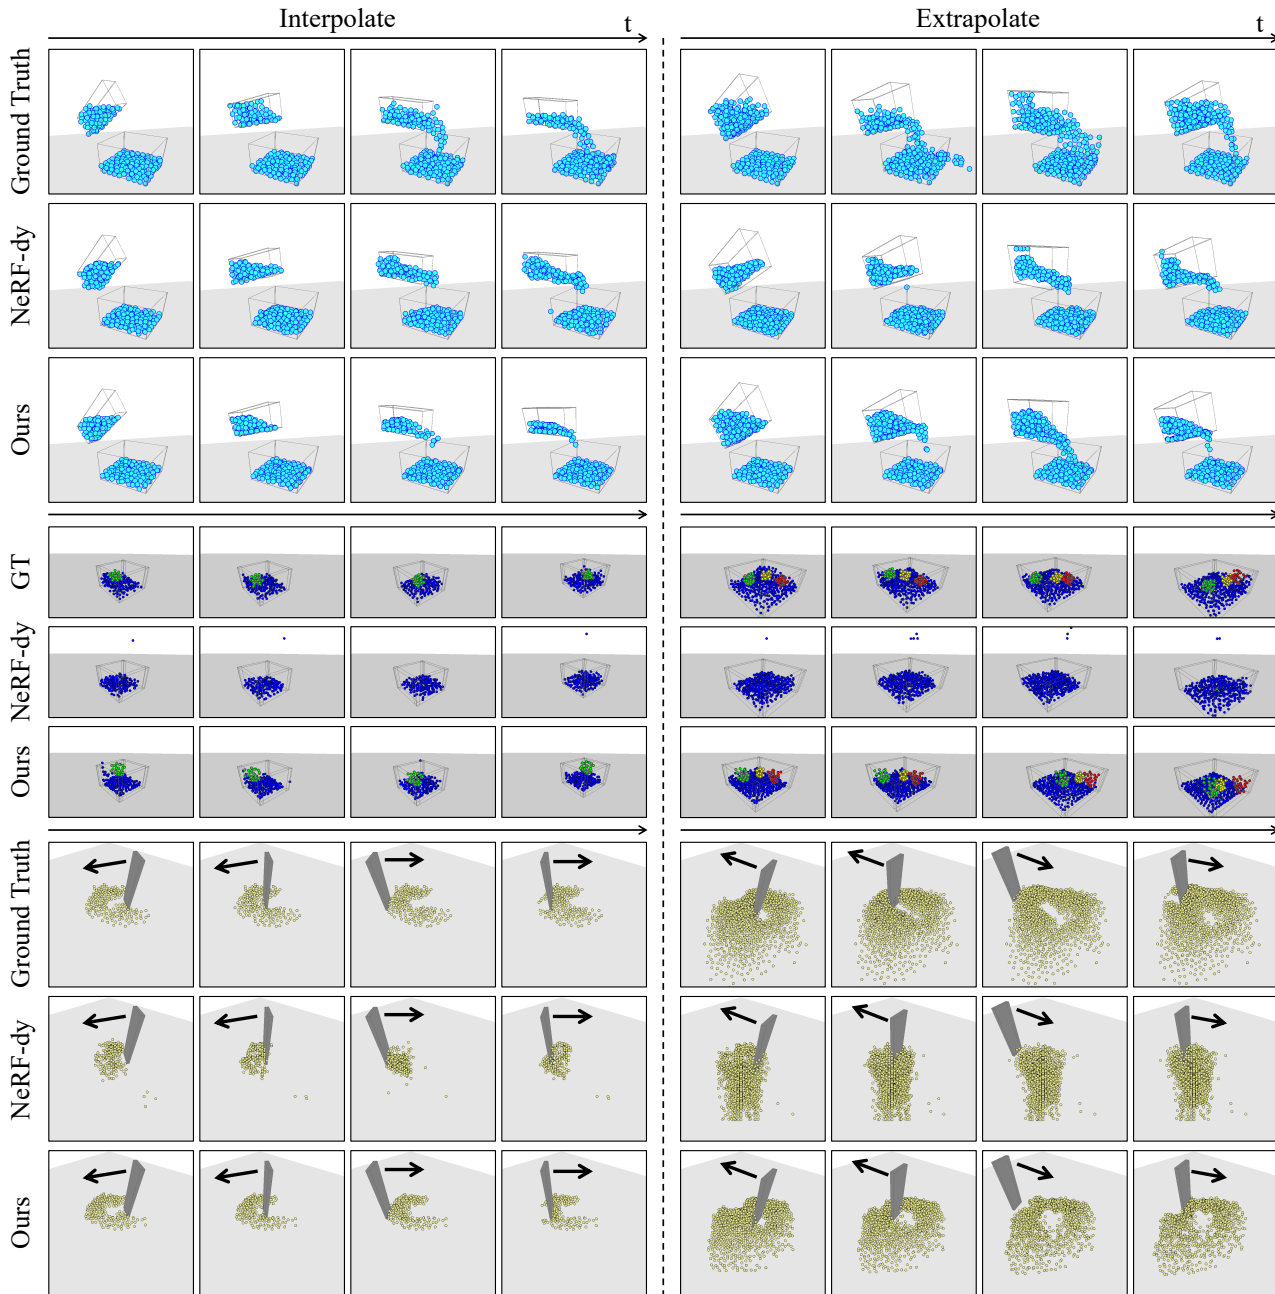 Interpolate t Extrapolate t
Ground Truth
NeRF-dy
Ours
GT
NeRF-dy
Ours
Ground Truth
NeRF-dy
Ours